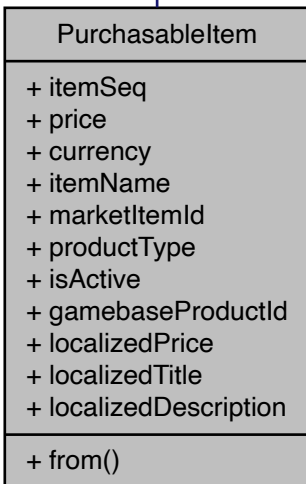 PurchasableItem
+ itemSeq
+ price
+ currency
+ itemName
+ marketItemId
+ productType
+ isActive
+ gamebaseProductId
+ localizedPrice
+ localizedTitle
+ localizedDescription
+ from()